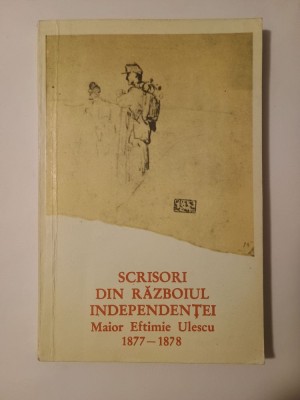 SCRISORI
DIN RĂZBOIUL
INDEPENDENȚEI
Maior Eftimie Ulescu
1877—1878